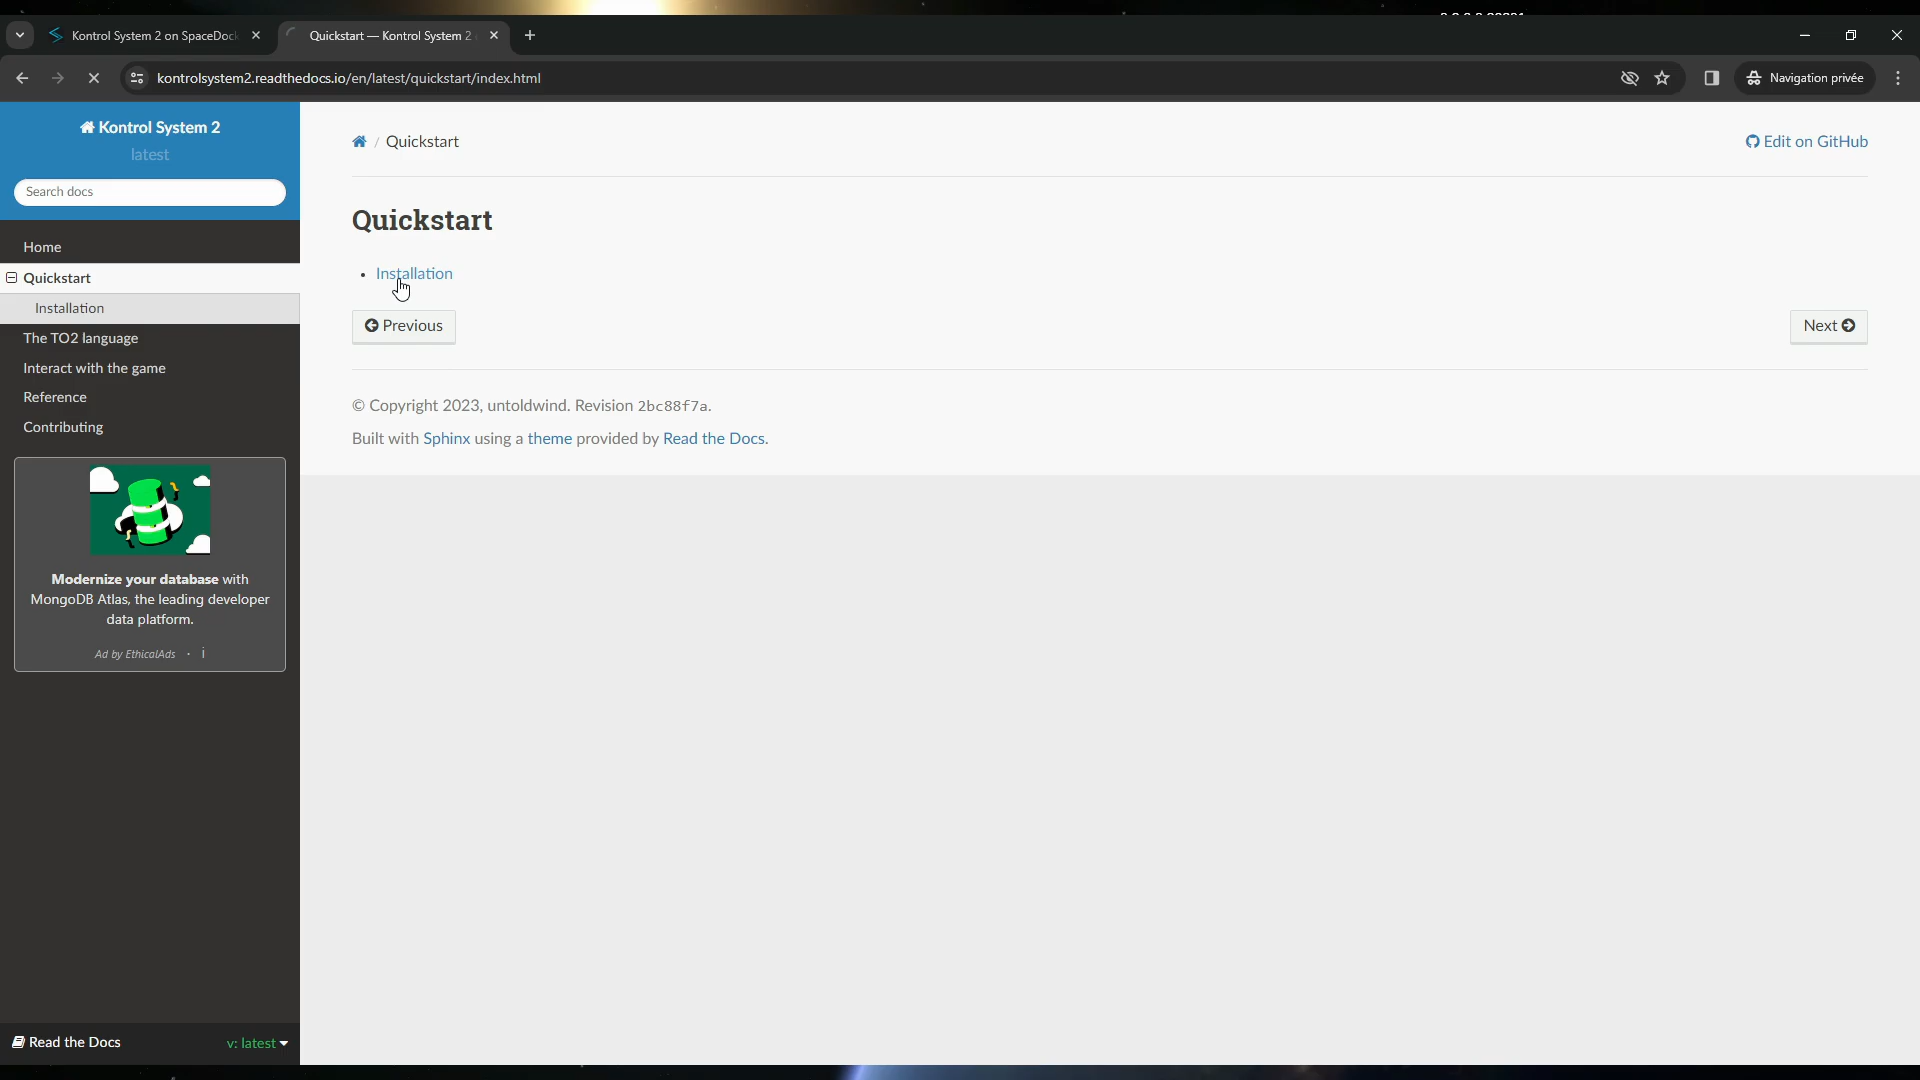 Kontrol System 2 on SpaceDock
Quickstart — Kontrol System 2
kontrolsystem2.readthedocs.io/en/latest/quickstart/index.html
Navigation privée
Kontrol System 2
latest
Search docs
Home
Quickstart
Installation
The TO2 language
Interact with the game
Reference
Contributing
Modernize your database with
MongoDB Atlas, the leading developer
data platform.
Ad by EthicalAds · i
Read the Docs
v: latest
/ Quickstart
Edit on GitHub
Quickstart
Installation
Previous
Next
© Copyright 2023, untoldwind. Revision 2bc88f7a.
Built with Sphinx using a theme provided by Read the Docs.